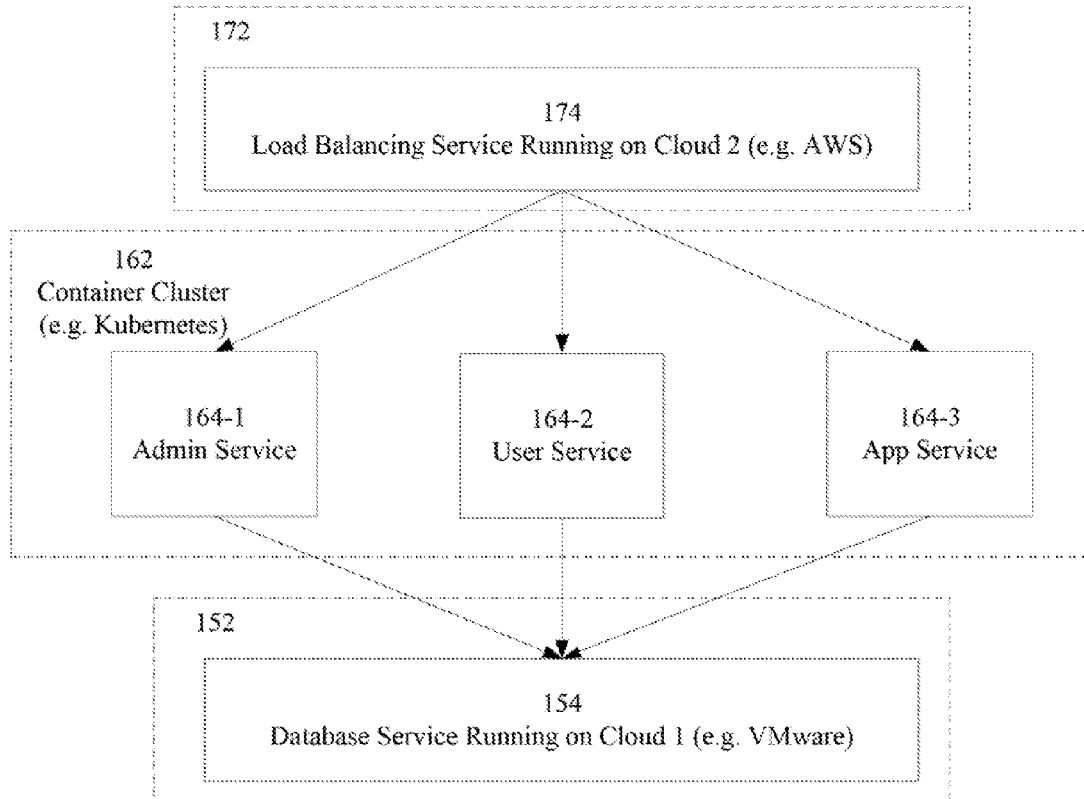 172
174
Load Balancing Service Running on Cloud 2 (e.g. AWS)
162
Container Cluster
(e.g. Kubernetes)
164-1
Admin Service
164-2
User Service
164-3
App Service
152
154
Database Service Running on Cloud 1 (e.g. VMware)